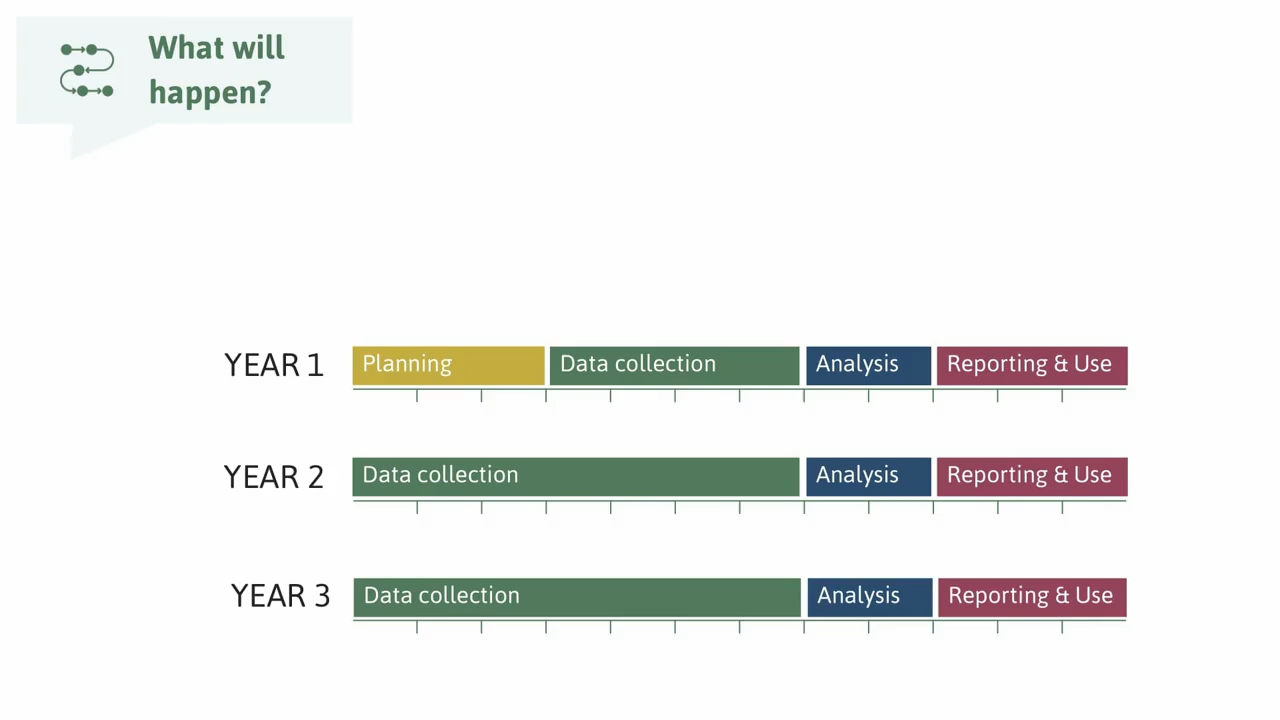 What will
happen?
YEAR 1 Planning Data collection Analysis Reporting & Use
YEAR 2 Data collection Analysis Reporting & Use
YEAR 3 Data collection Analysis Reporting & Use